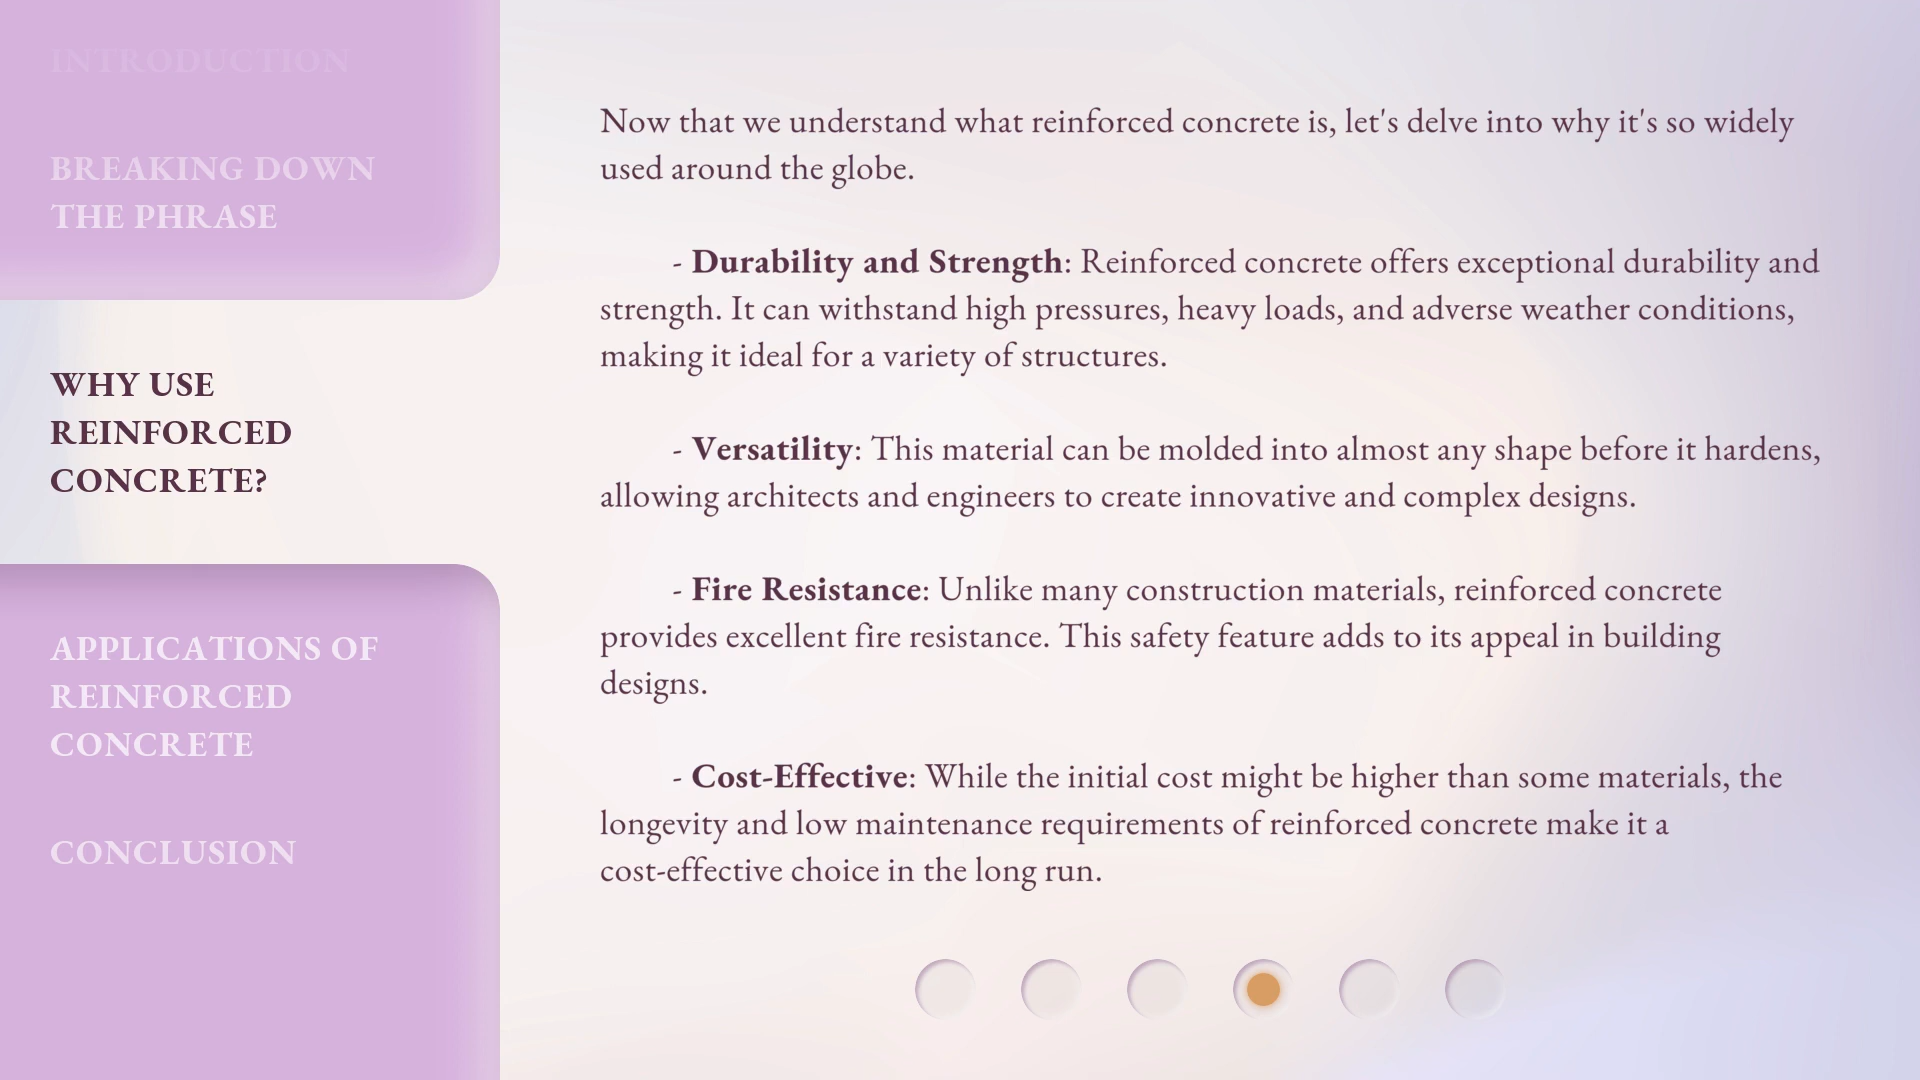 INTRODUCTION
BREAKING DOWN
THE PHRASE
WHY USE
REINFORCED
CONCRETE?
APPLICATIONS OF
REINFORCED
CONCRETE
CONCLUSION
Now that we understand what reinforced concrete is, let's delve into why it's so widely
used around the globe.
- Durability and Strength: Reinforced concrete offers exceptional durability and
strength. It can withstand high pressures, heavy loads, and adverse weather conditions,
making it ideal for a variety of structures.
- Versatility: This material can be molded into almost any shape before it hardens,
allowing architects and engineers to create innovative and complex designs.
- Fire Resistance: Unlike many construction materials, reinforced concrete
provides excellent fire resistance. This safety feature adds to its appeal in building
designs.
- Cost-Effective: While the initial cost might be higher than some materials, the
longevity and low maintenance requirements of reinforced concrete make it a
cost-effective choice in the long run.